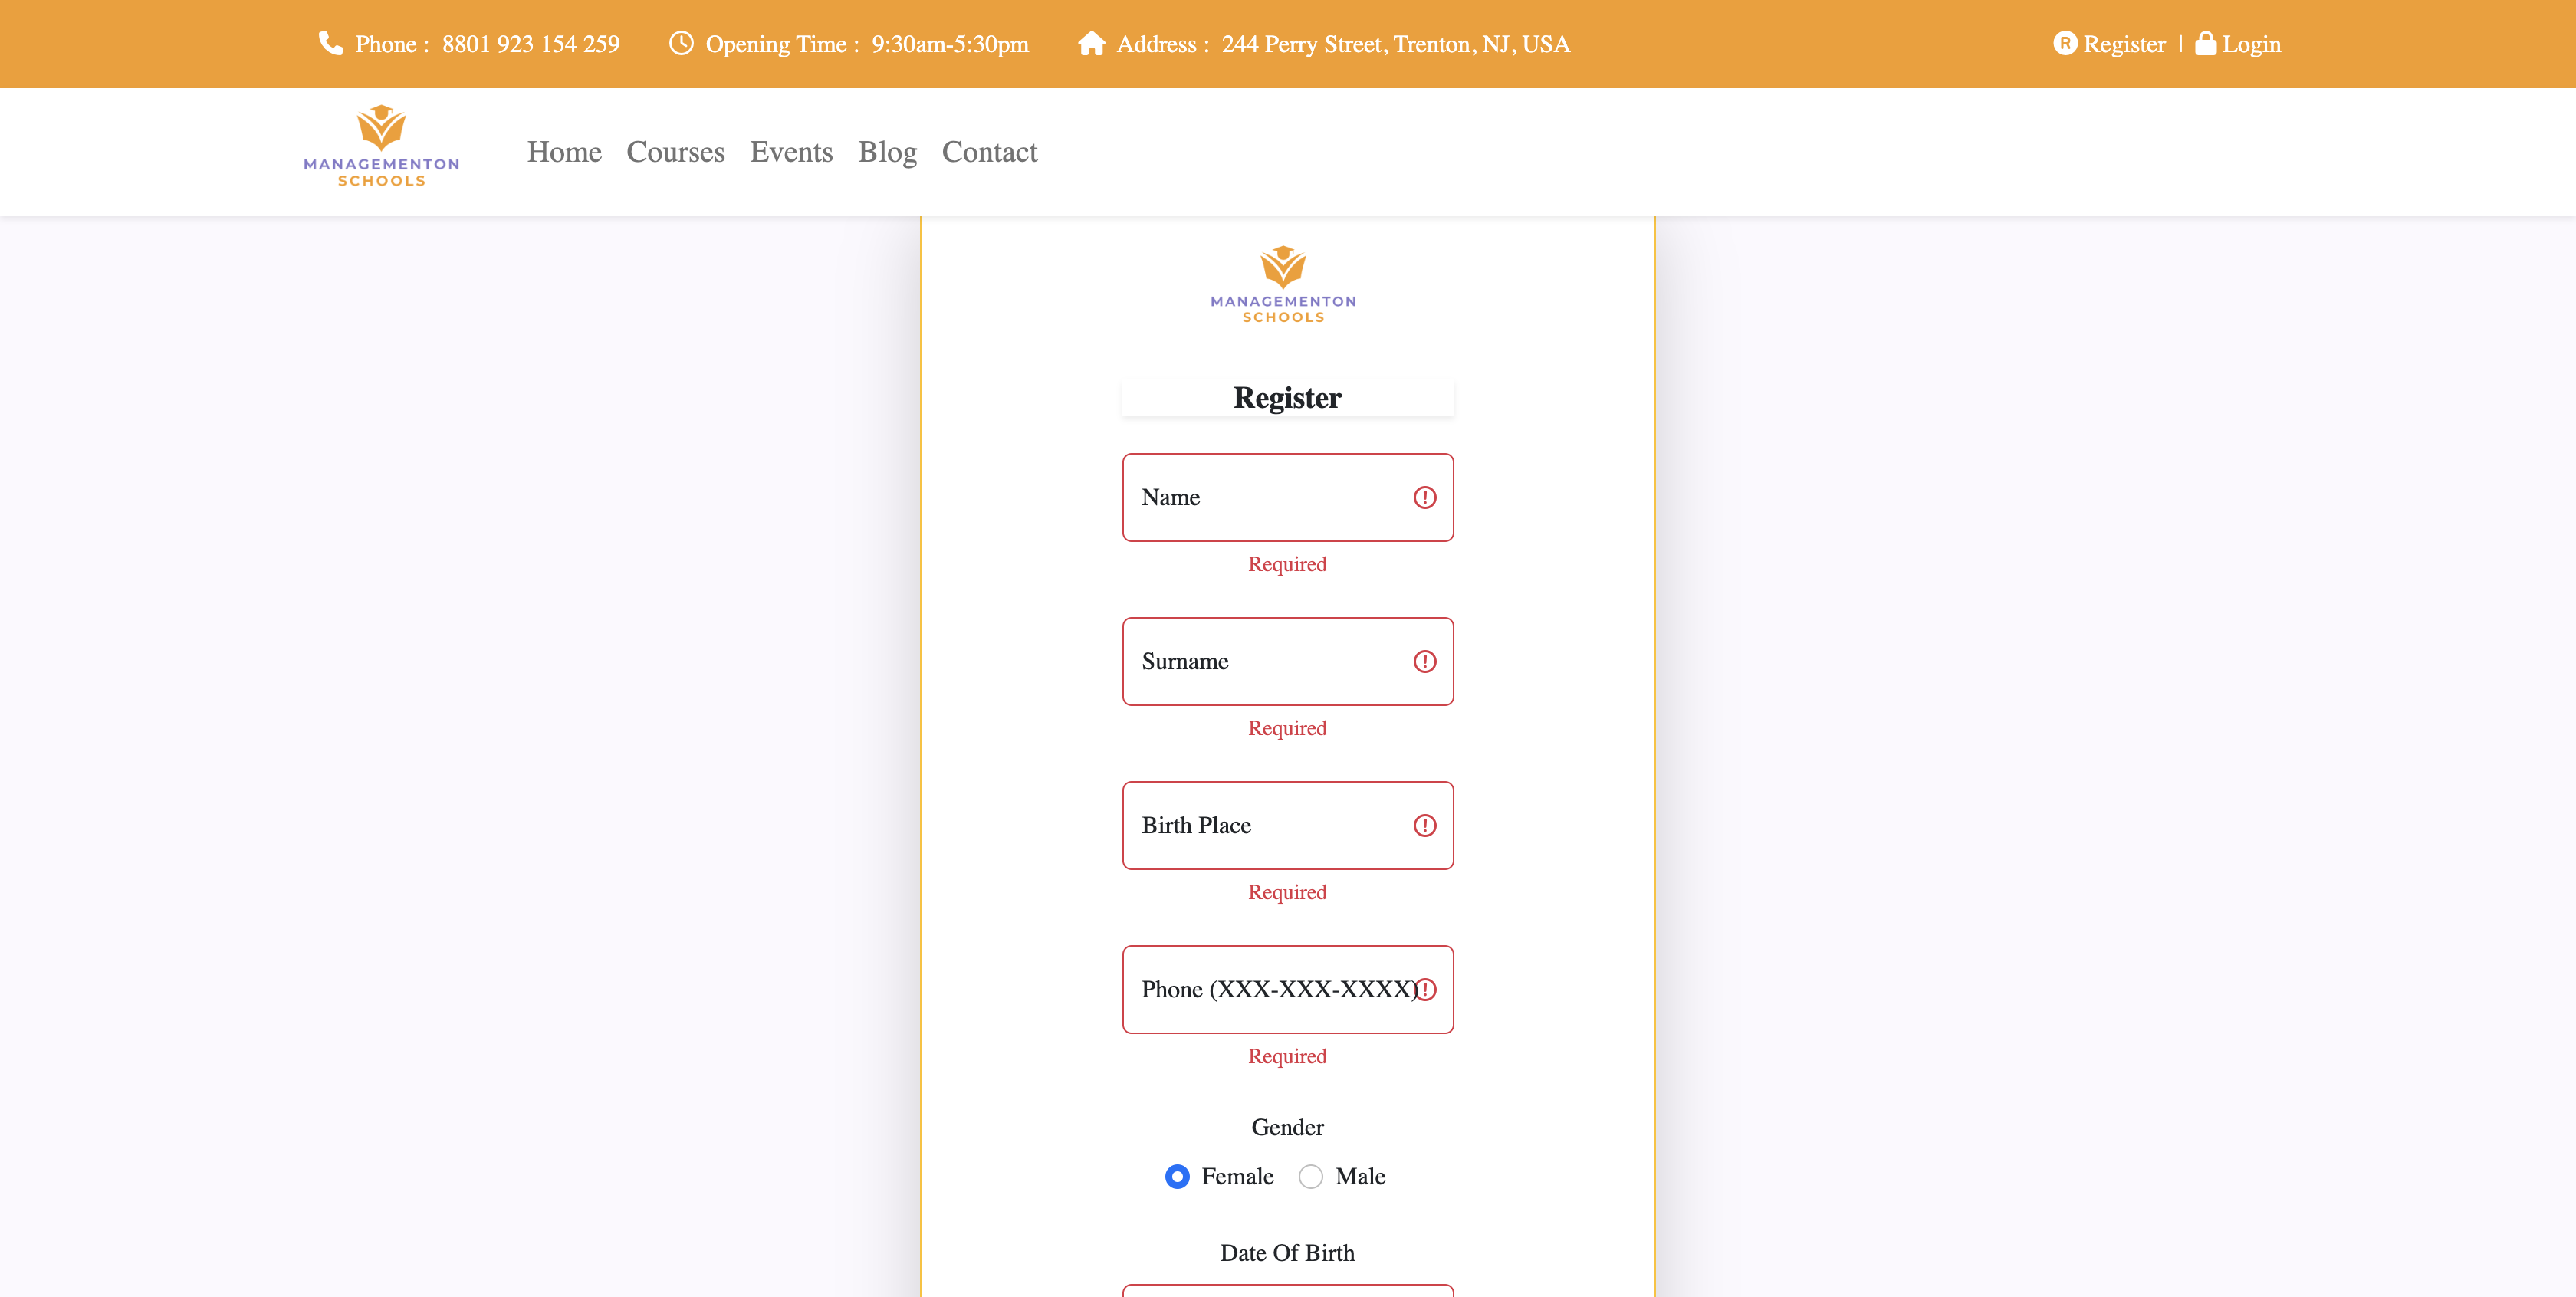 Phone : 8801 923 154 259 Opening Time : 9:30am-5:30pm Address : 244 Perry Street, Trenton, NJ, USA Register | Login
MANAGEMENTON
SCHOOLS
Home Courses Events Blog Contact
MANAGEMENTON
SCHOOLS
Register
Name
Required
Surname
Required
Birth Place
Required
Phone (XXX-XXX-XXXX)
Required
Gender
Female Male
Date Of Birth